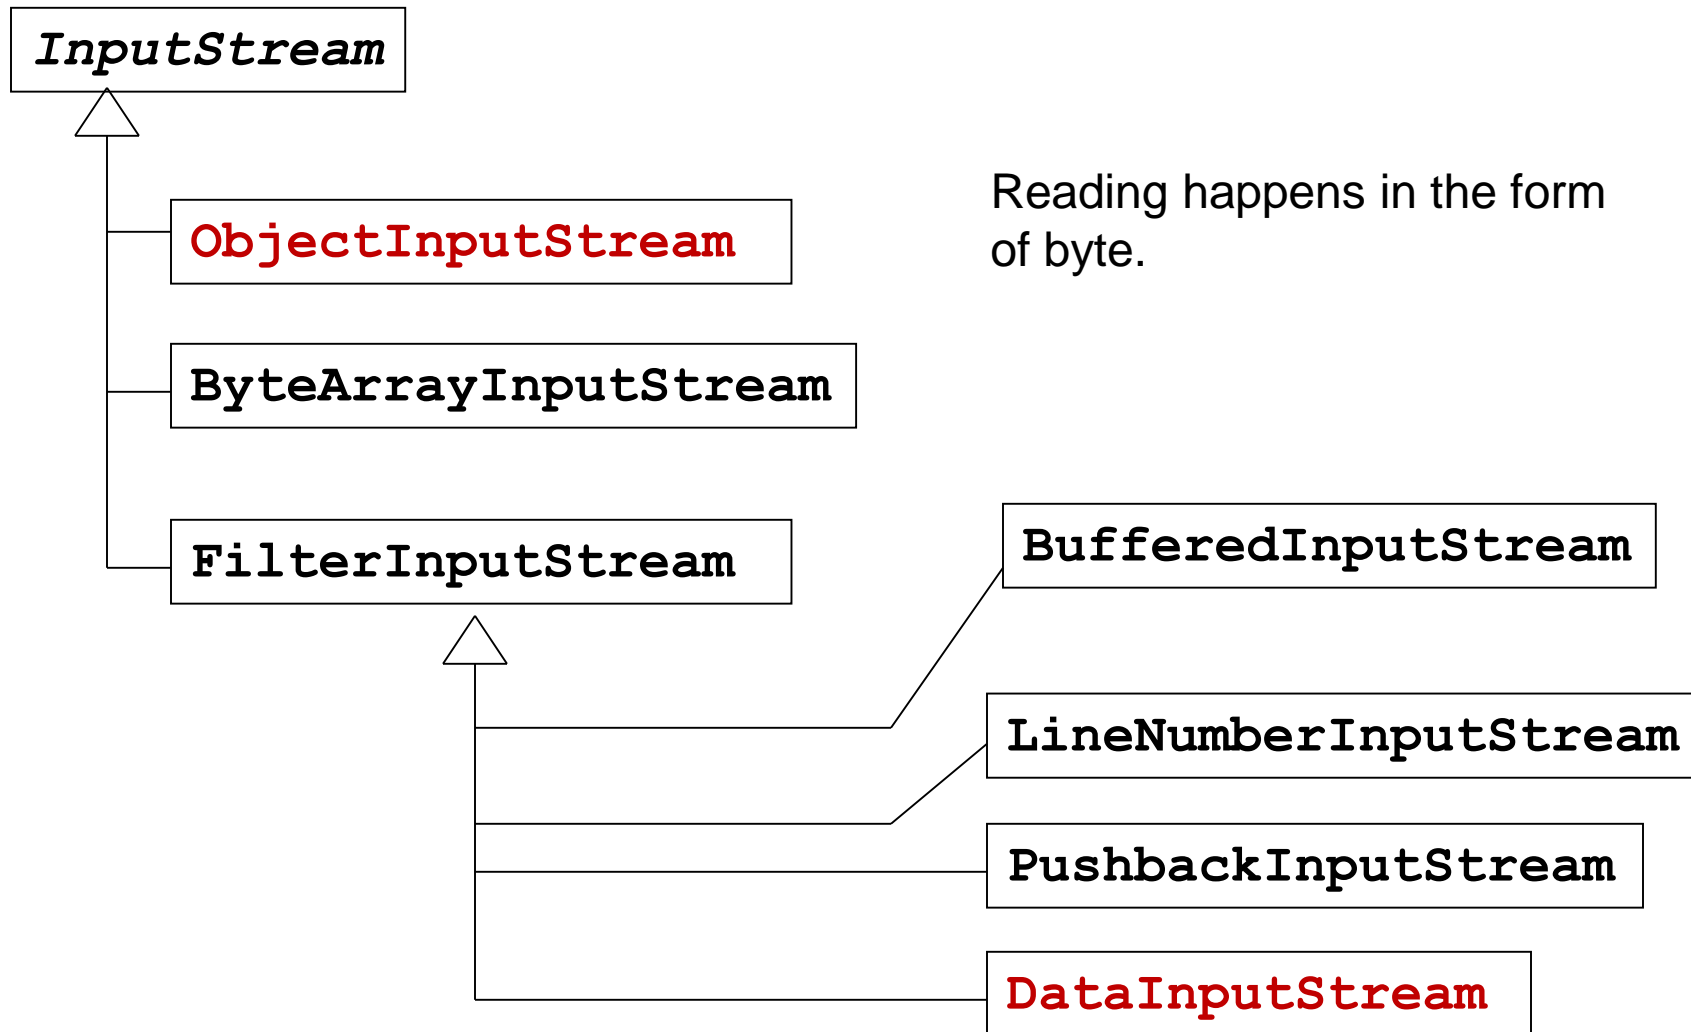 InputStream
ObjectInputStream
Reading happens in the form
of byte.
ByteArrayInputStream
FilterInputStream
BufferedInputStream
LineNumberInputStream
PushbackInputStream
DataInputStream